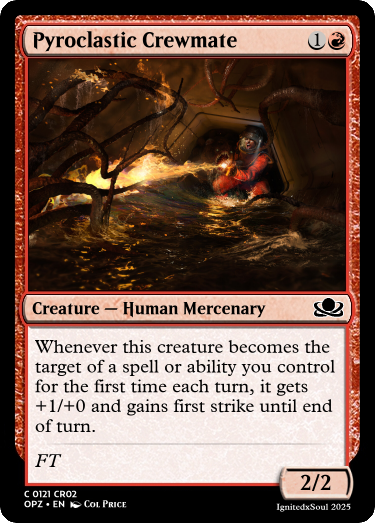 Pyroclastic Crewmate 1
Creature — Human Mercenary
Whenever this creature becomes the
target of a spell or ability you control
for the first time each turn, it gets
+1/+0 and gains first strike until end
of turn.
FT
2/2
C 0121 CR02
OPZ • EN Col Price
IgnitedxSoul 2025